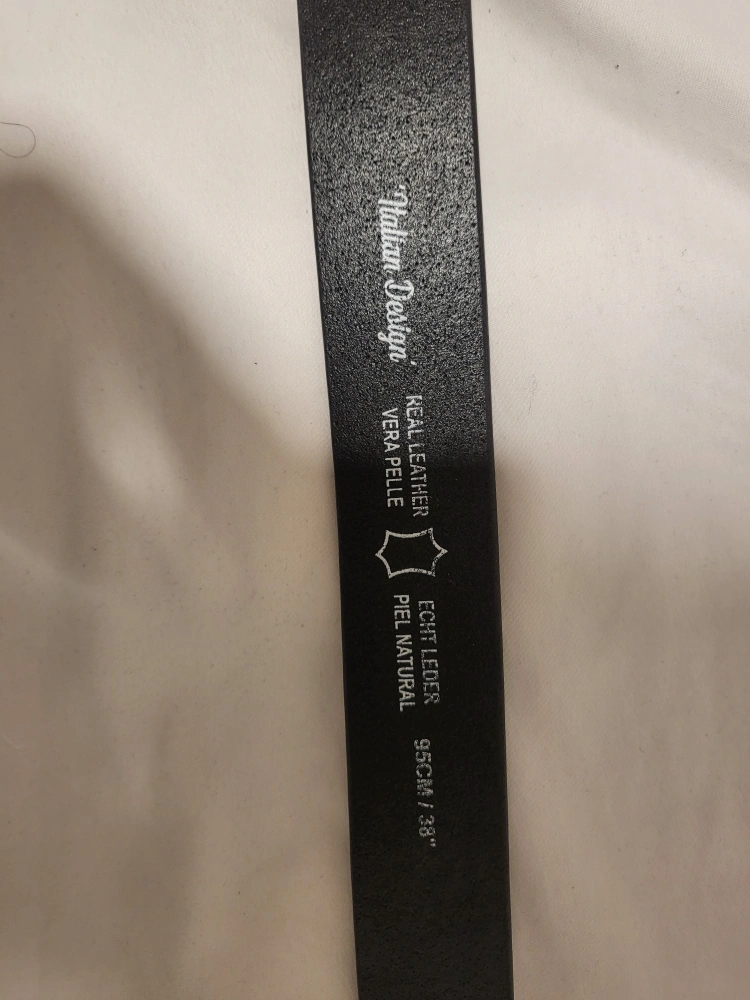 'Italian Design'
REAL LEATHER
VERA PELLE
ECHT LEDER
PIEL NATURAL
95CM / 38"